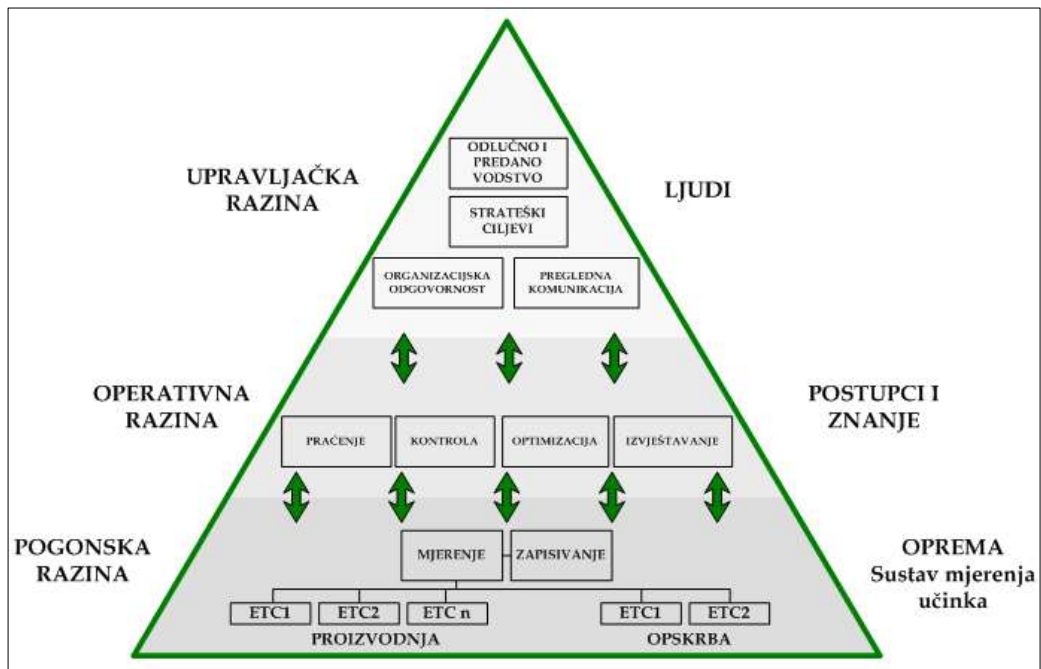 ODLUČNO I
PREDANO
VODSTVO
UPRAVLJAČKA
RAZINA
LJUDI
STRATEŠKI
CILJEVI
ORGANIZACIJSKA
ODGOVORNOST
PREGLEDNA
KOMUNIKACIJA
OPERATIVNA
RAZINA
POSTUPCI I
ZNANJE
PRAĆENJE
KONTROLA
OPTIMIZACIJA
IZVJEŠTAVANJE
POGONSKA
RAZINA
MJERENJE
ZAPISIVANJE
OPREMA
Sustav mjerenja
učinka
ETC1
ETC2
ETC n
ETC1
ETC2
PROIZVODNJA
OPSKRBA